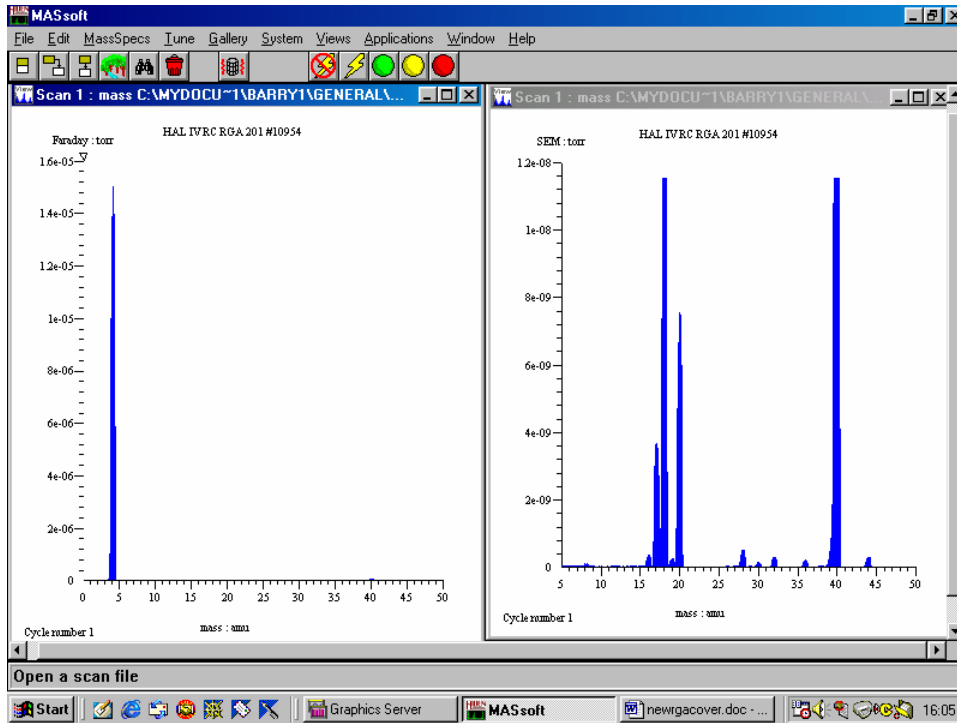 MASsoft
File Edit MassSpecs Tune Gallery System Views Applications Window Help
Scan 1 : mass C:\MYDOCU~1\BARRY1\GENERAL\...
HAL IVRC RGA 201 #10954
Faraday : torr
1.6e-05
1.4e-05
1.2e-05
1e-05
8e-06
6e-06
4e-06
2e-06
0
0 5 10 15 20 25 30 35 40 45 50
mass : amu
Cycle number 1
Scan 1 : mass C:\MYDOCU~1\BARRY1\GENERAL\...
HAL IVRC RGA 201 #10954
SEM : torr
1.2e-08
1e-08
8e-09
6e-09
4e-09
2e-09
0
5 10 15 20 25 30 35 40 45 50
mass : amu
Cycle number 1
Open a scan file
Start Graphics Server MASsoft newrgacover.doc - ... 16:05